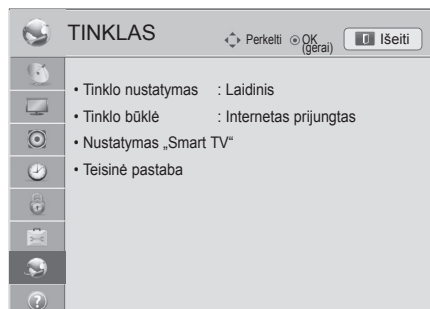 TINKLAS
Perkelti OK (gerai) Išeiti
• Tinklo nustatymas : Laidinis
• Tinklo būklė : Internetas prijungtas
• Nustatymas „Smart TV“
• Teisinė pastaba